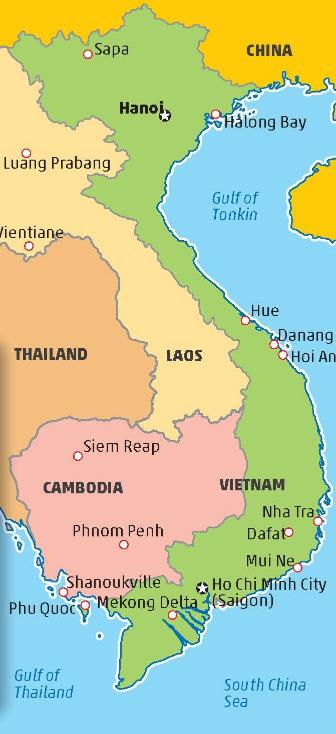 CHINA
Sapa
Hanoi
Halong Bay
Luang Prabang
Gulf of
Tonkin
Vientiane
Hue
Danang
Hoi An
THAILAND
LAOS
Siem Reap
CAMBODIA
VIETNAM
Nha Tra
Dafat
Phnom Penh
Mui Ne
Shanoukville
Ho Chi Minh City
(Saigon)
Phu Quoc
Mekong Delta
Gulf of
Thailand
South China
Sea